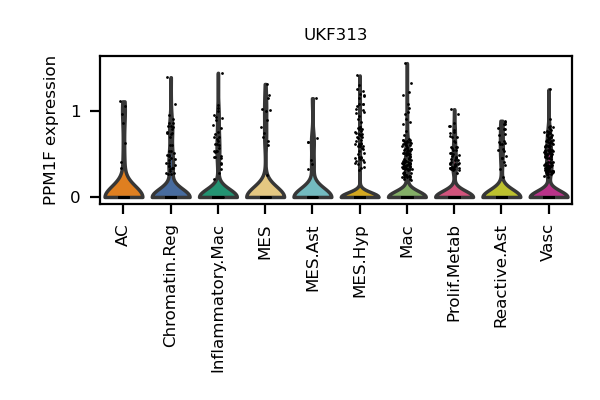 UKF313
PPM1F expression
1
0
AC
Chromatin.Reg
Inflammatory.Mac
MES
MES.Ast
MES.Hyp
Mac
Prolif.Metab
Reactive.Ast
Vasc